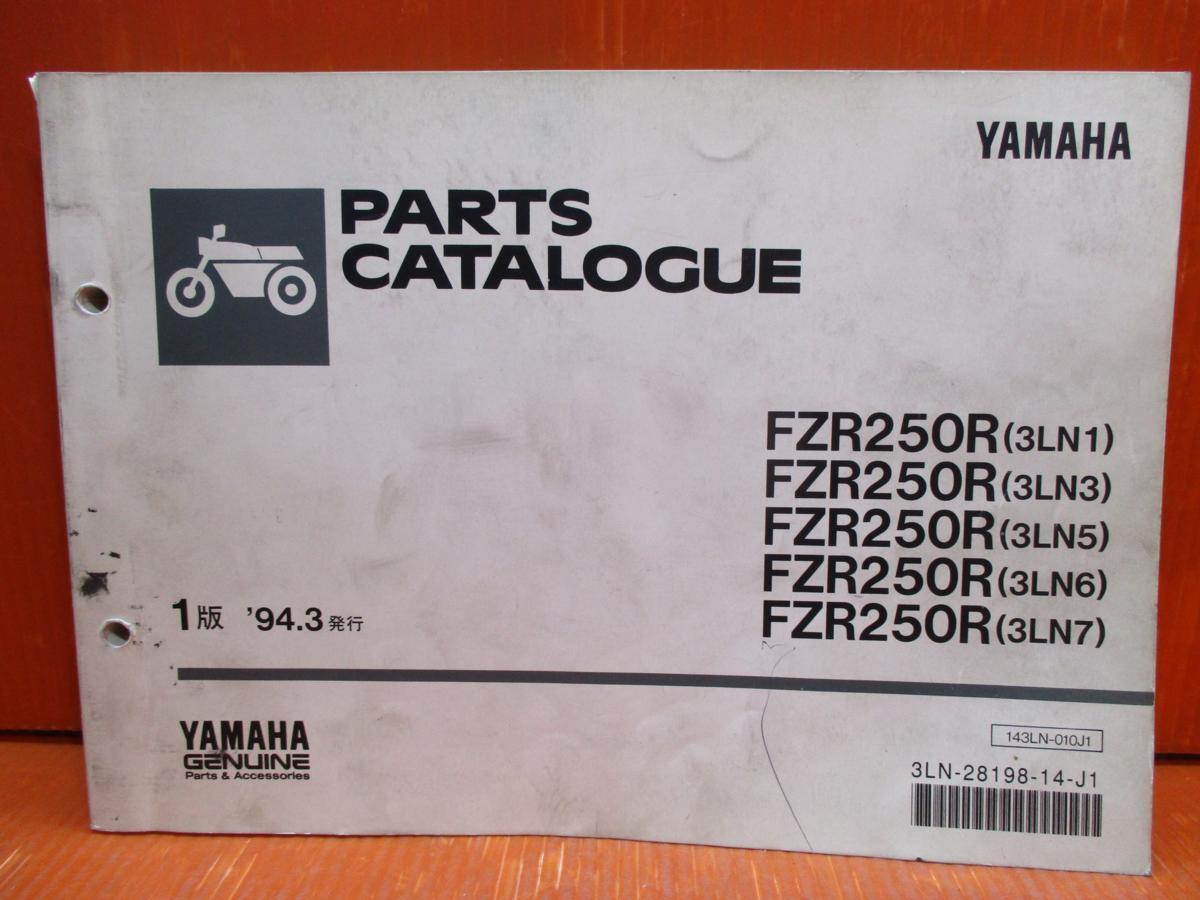 YAMAHA
PARTS
CATALOGUE
FZR250R(3LN1)
FZR250R(3LN3)
FZR250R(3LN5)
FZR250R(3LN6)
FZR250R(3LN7)
1版 '94.3発行
YAMAHA
GENUINE
Parts & Accessories
143LN-010J1
3LN-28198-14-J1